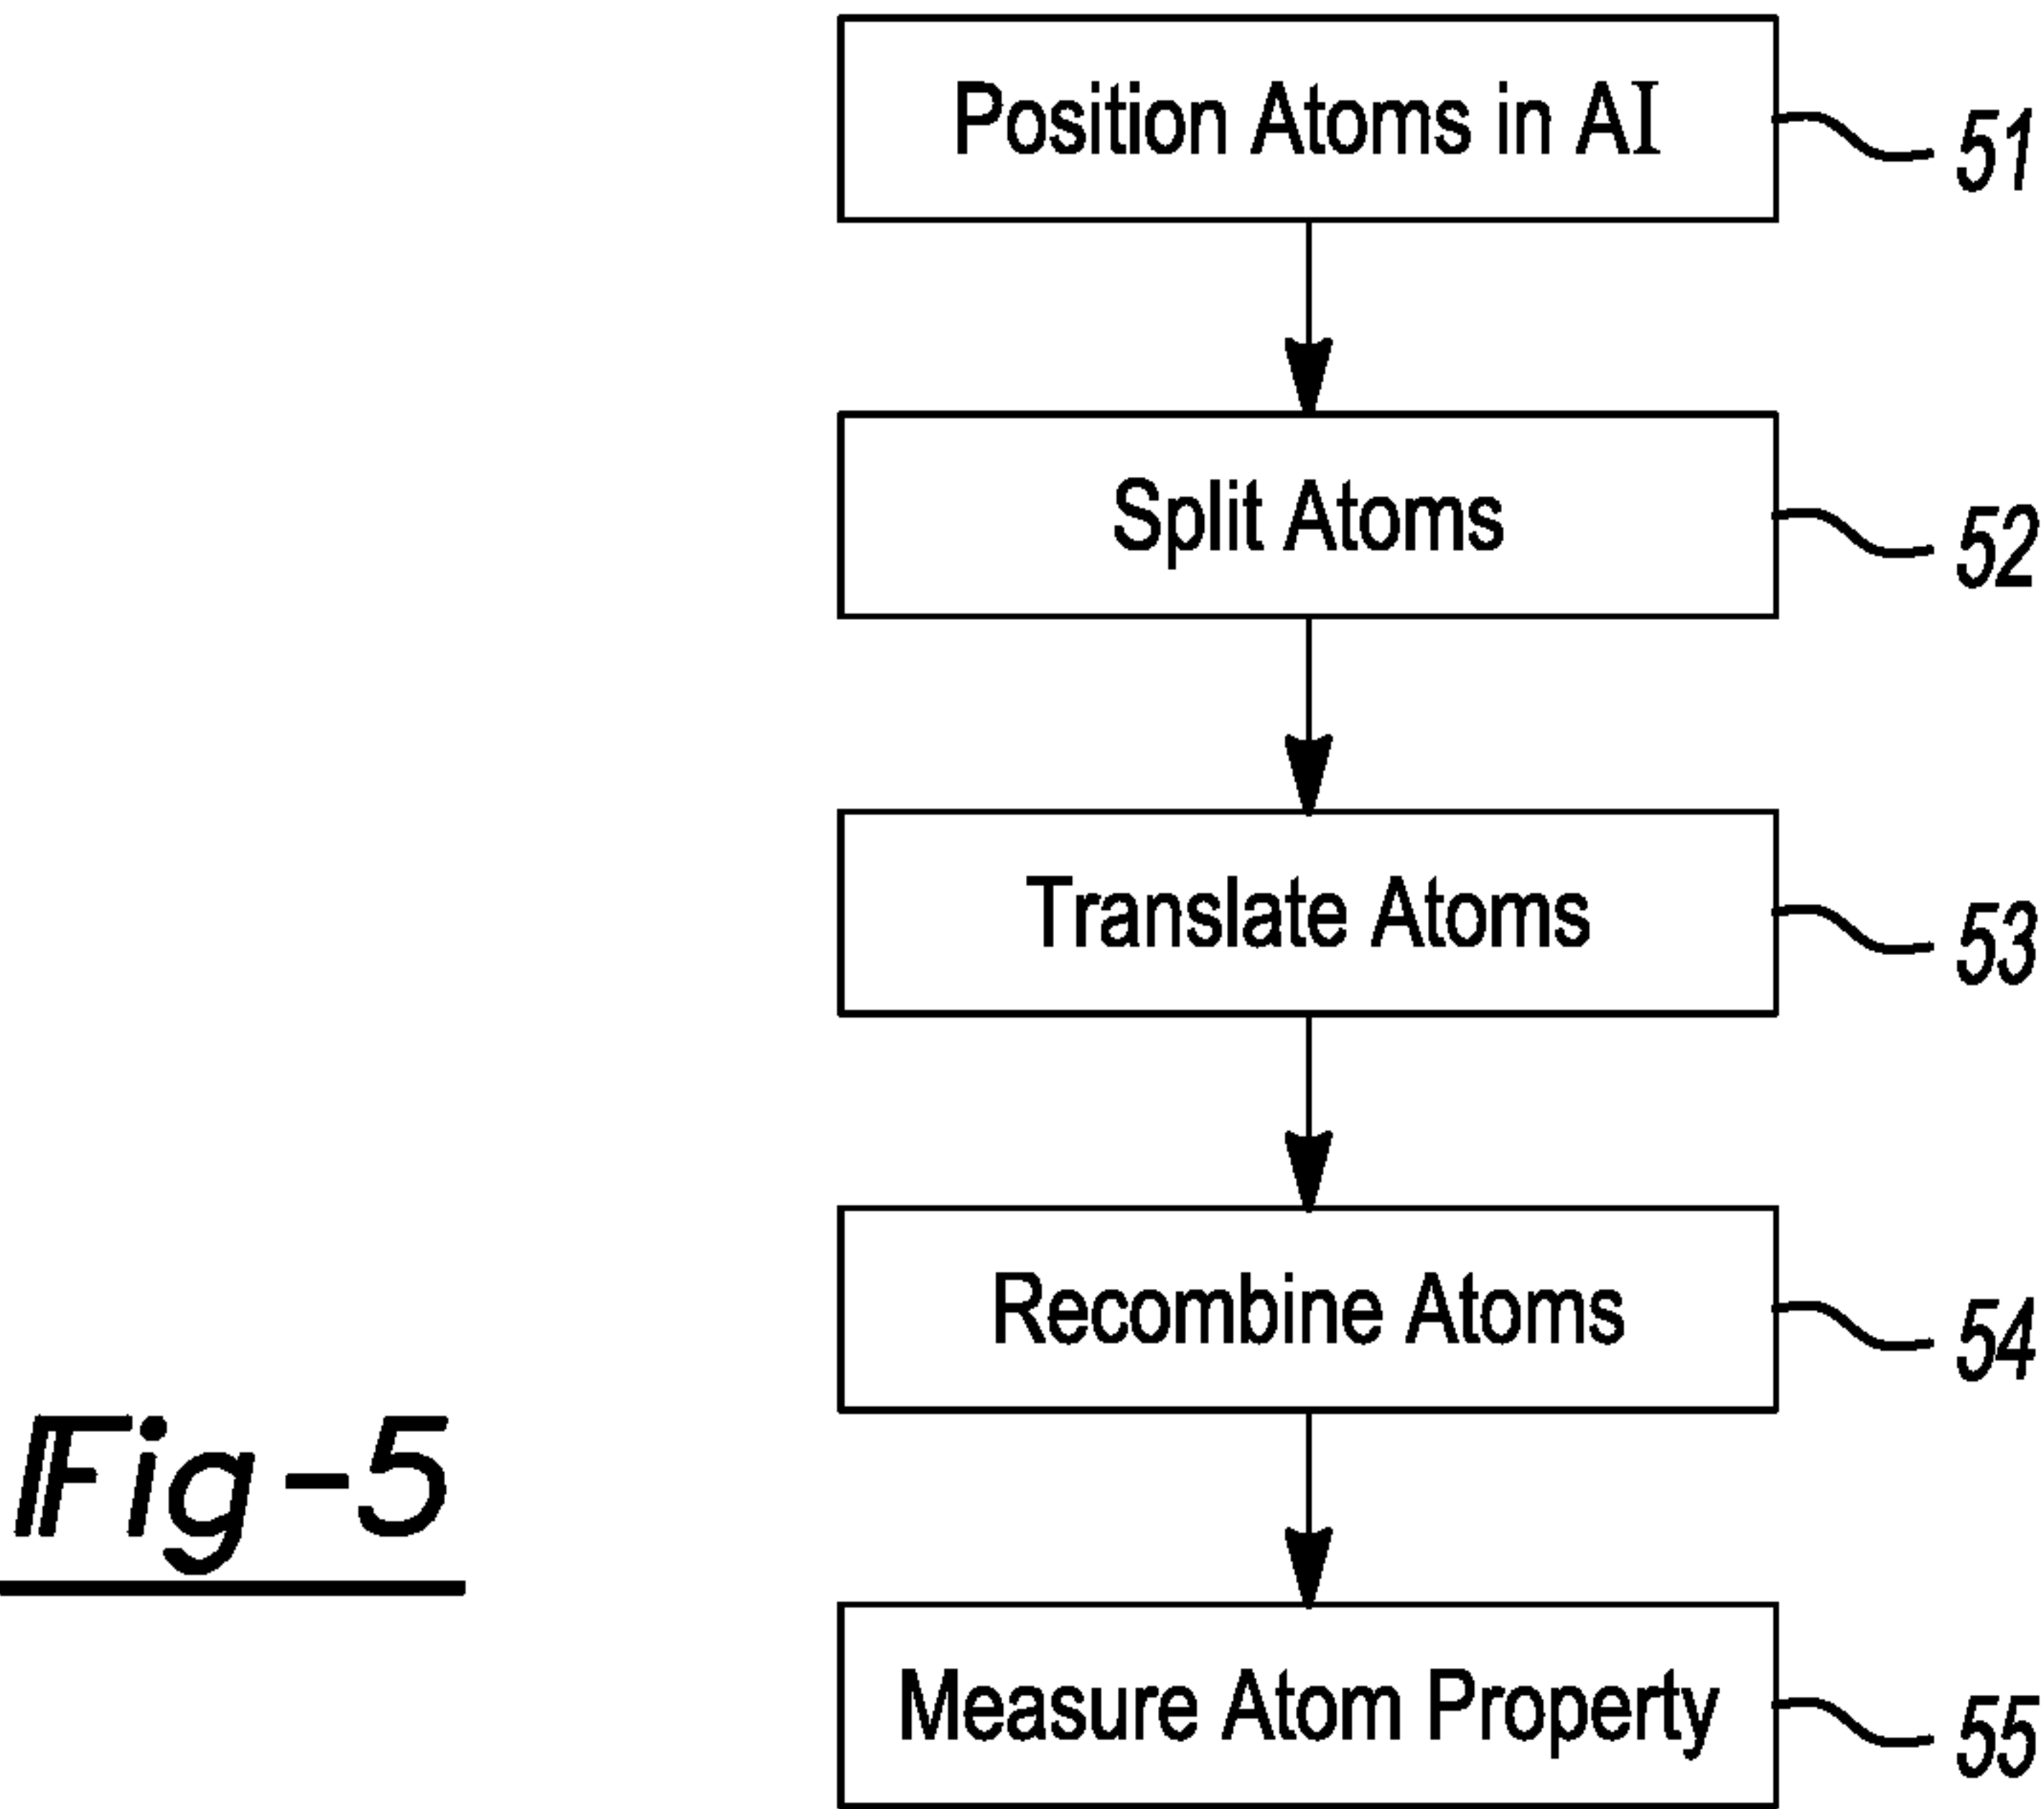 Position Atoms in AI
51
Split Atoms
52
Translate Atoms
53
Recombine Atoms
54
Measure Atom Property
55
Fig-5